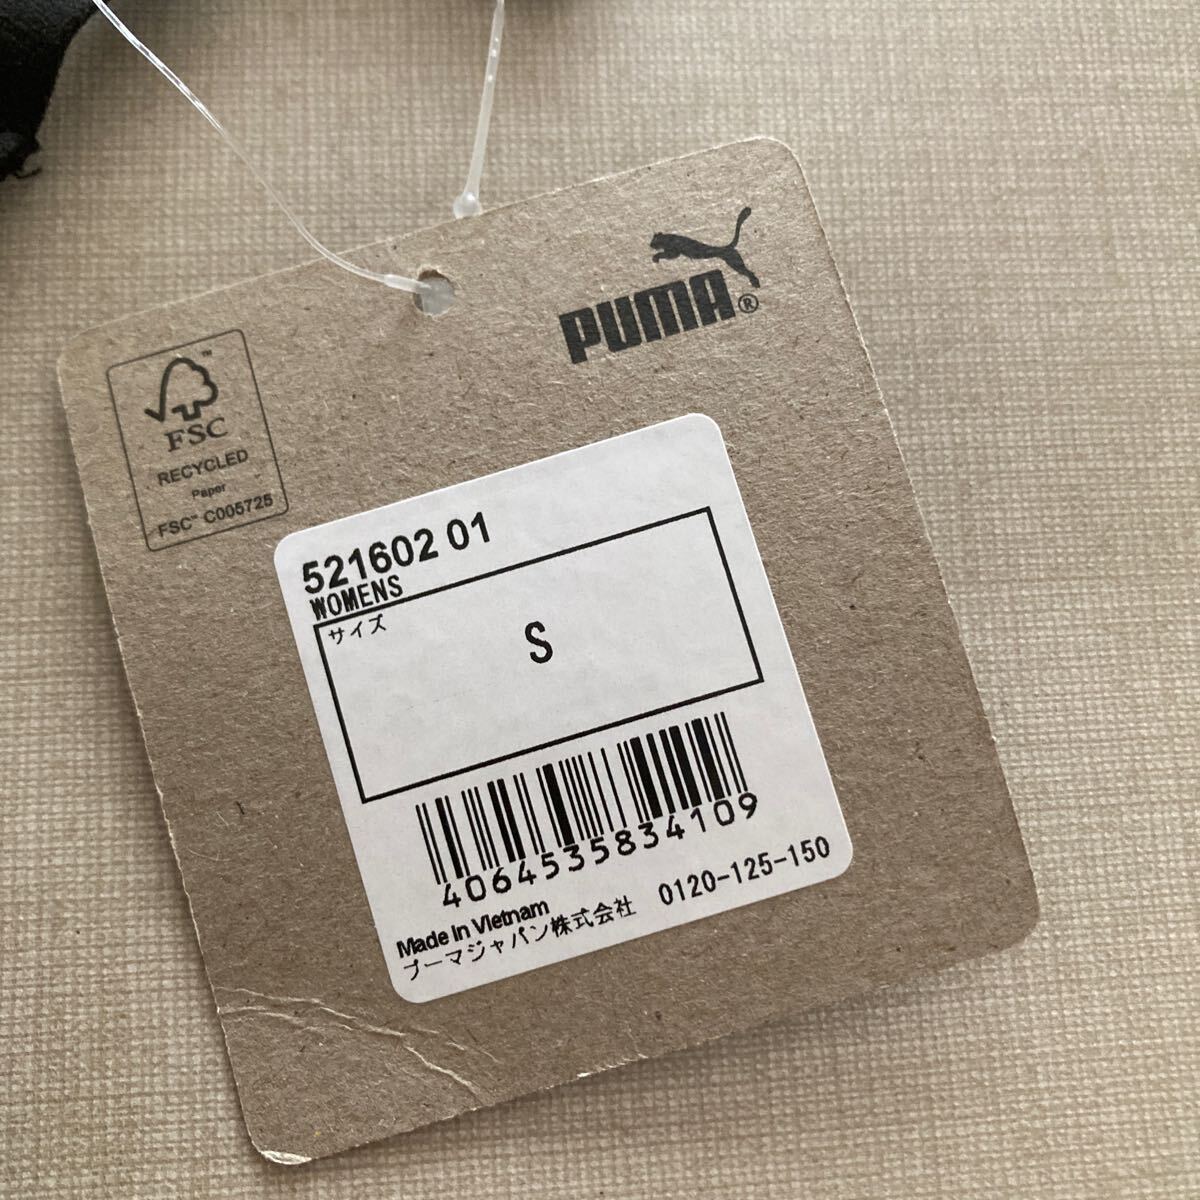 PUMA®
FSC™
RECYCLED
Paper
FSC™ C005725
521602 01
WOMENS
サイズ
S
4064535834109
Made in Vietnam
プーマジャパン株式会社 0120-125-150